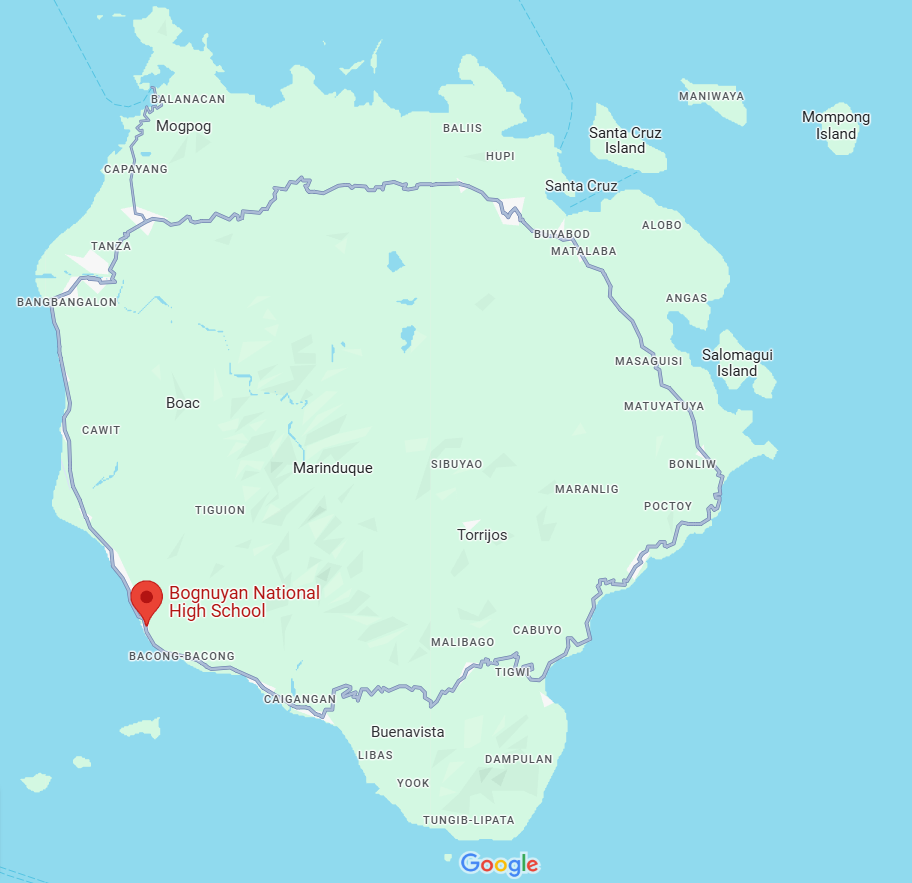 BALANACAN
MANIWAYA
Mogpog
BALIIS
Mompong
Island
Santa Cruz
Island
HUPI
CAPAYANG
Santa Cruz
ALOBO
BUYABOD
TANZA
MATALABA
BANGBANGALON
ANGAS
MASAGUISI
Salomagui
Island
Boac
MATUYATUYA
CAWIT
Marinduque
SIBUYAO
BONLIW
MARANLIG
TIGUION
POCTOY
Torrijos
Bognuyan National
High School
CABUYO
MALIBAGO
BACONG-BACONG
TIGWI
CAIGANGAN
Buenavista
LIBAS
DAMPULAN
YOOK
TUNGIB-LIPATA
Google